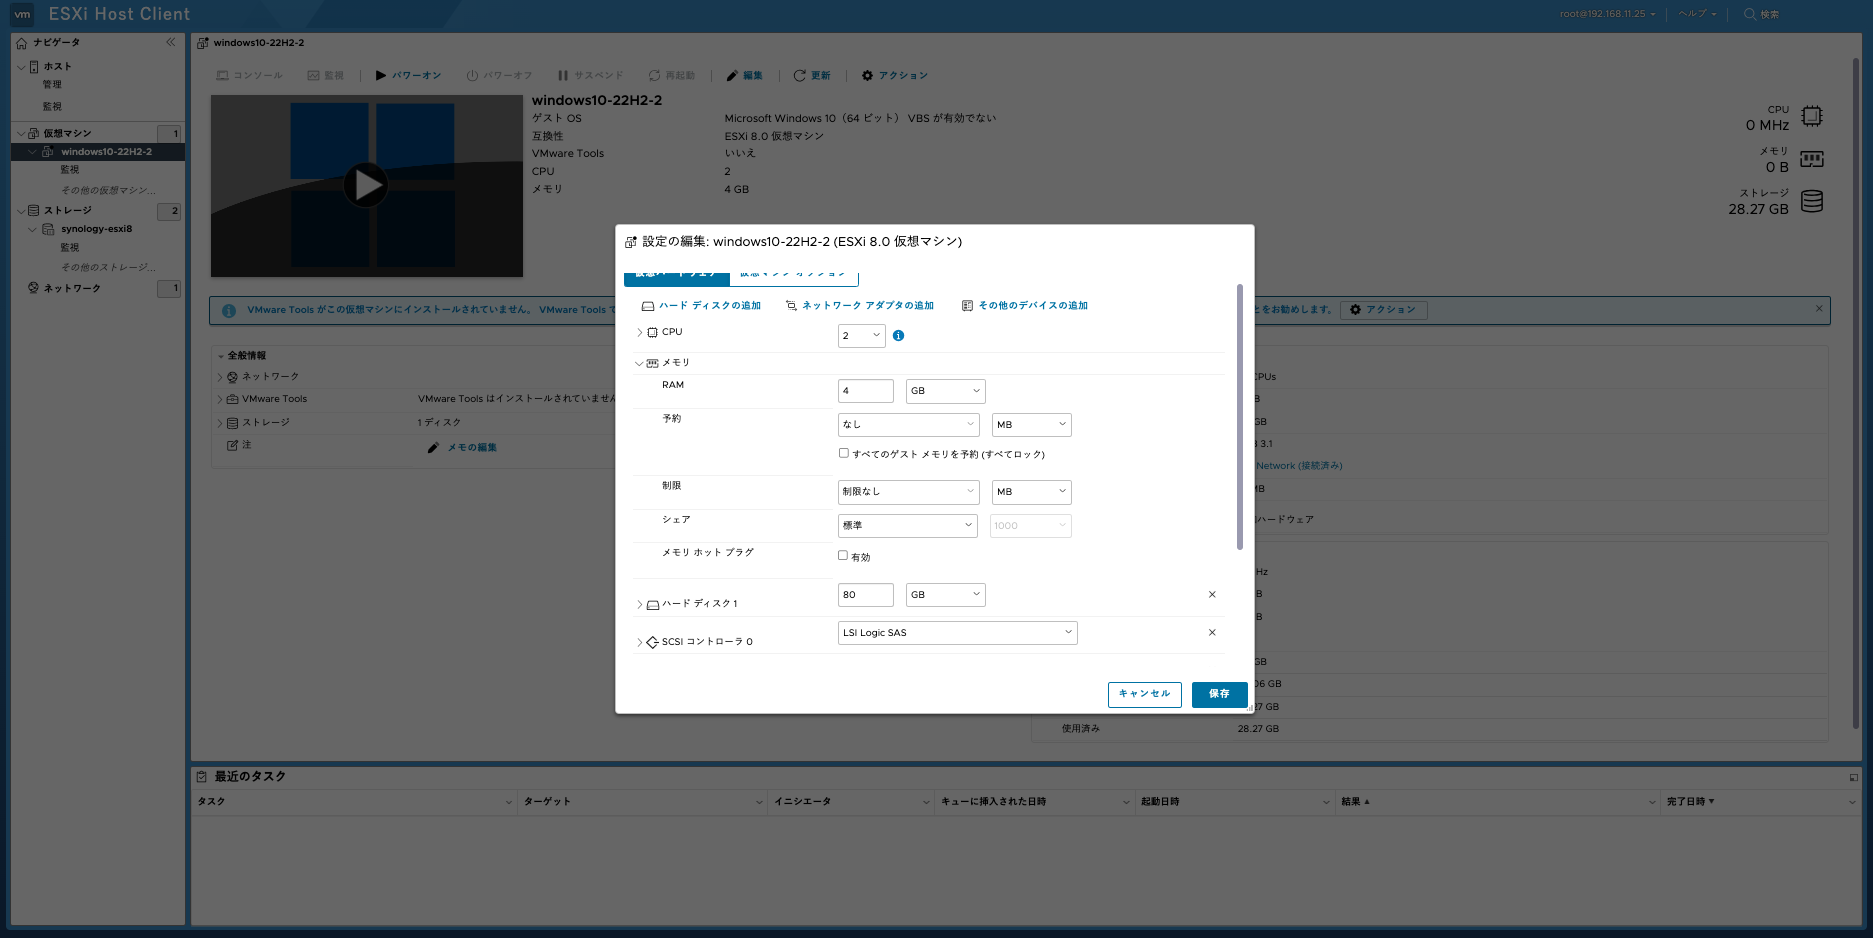 vm ESXi Host Client
root@192.168.11.25 ヘルプ 検索
ナビゲータ
ホスト
管理
監視
仮想マシン 1
windows10-22H2-2
監視
その他の仮想マシン...
ストレージ 2
synology-esxi8
監視
その他のストレージ...
ネットワーク 1
windows10-22H2-2
コンソール 監視 パワーオン パワーオフ サスペンド 再起動 編集 更新 アクション
windows10-22H2-2
ゲスト OS Microsoft Windows 10（64 ビット） VBS が有効でない
互換性 ESXi 8.0 仮想マシン
VMware Tools いいえ
CPU 2
メモリ 4 GB
CPU
0 MHz
メモリ
0 B
ストレージ
28.27 GB
VMware Tools がこの仮想マシンにインストールされていません。 VMware Tools で
とをお勧めします。 アクション
全般情報
ネットワーク
VMware Tools VMware Tools はインストールされていません
ストレージ 1 ディスク
注 メモの編集
CPUs
B
GB
3.1
Network (接続済み)
MB
ハードウェア
Hz
B
B
GB
06 GB
27 GB
使用済み 28.27 GB
設定の編集: windows10-22H2-2 (ESXi 8.0 仮想マシン)
仮想ハードウェア 仮想マシン オプション
ハード ディスクの追加 ネットワーク アダプタの追加 その他のデバイスの追加
CPU 2
メモリ
RAM 4 GB
予約 なし MB
すべてのゲスト メモリを予約 (すべてロック)
制限 制限なし MB
シェア 標準 1000
メモリ ホット プラグ 有効
ハード ディスク 1 80 GB
SCSI コントローラ 0 LSI Logic SAS
キャンセル 保存
最近のタスク
タスク ターゲット イニシエータ キューに挿入された日時 起動日時 結果 ▲ 完了日時 ▼